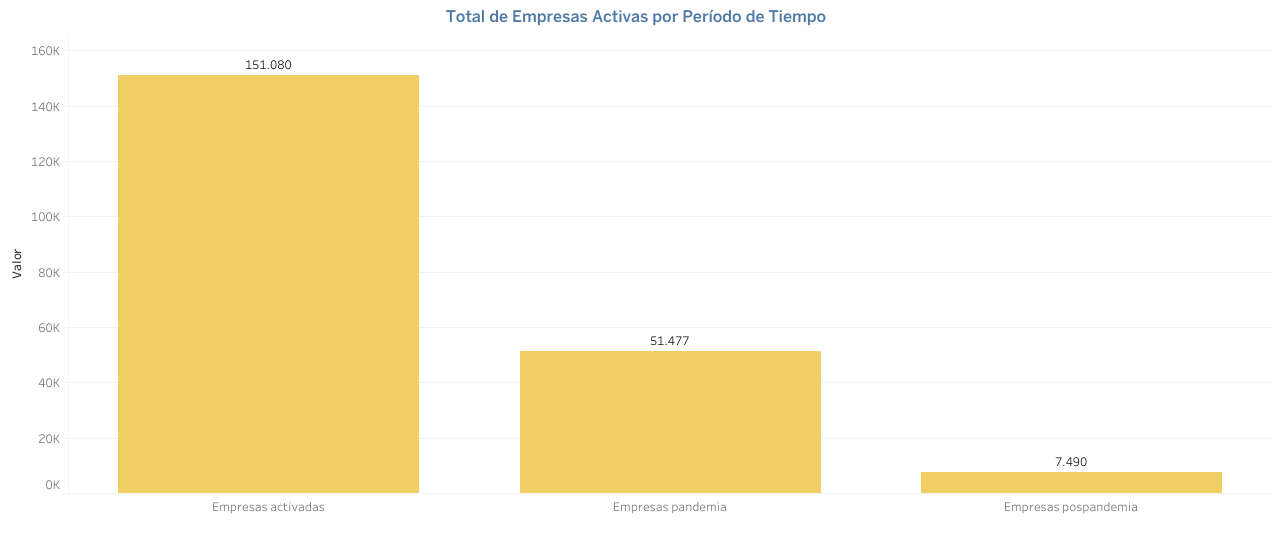 Total de Empresas Activas por Período de Tiempo
Valor
160K
140K
120K
100K
80K
60K
40K
20K
0K
151.080
51.477
7.490
Empresas activadas
Empresas pandemia
Empresas pospandemia